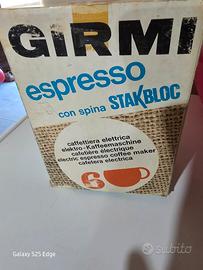 GIRMI
espresso
con spina STAKBLOC
caffettiera elettrica
elektro-Kaffeemaschine
cafetière électrique
electric espresso coffee maker
cafetera electrica
Galaxy S25 Edge
subito